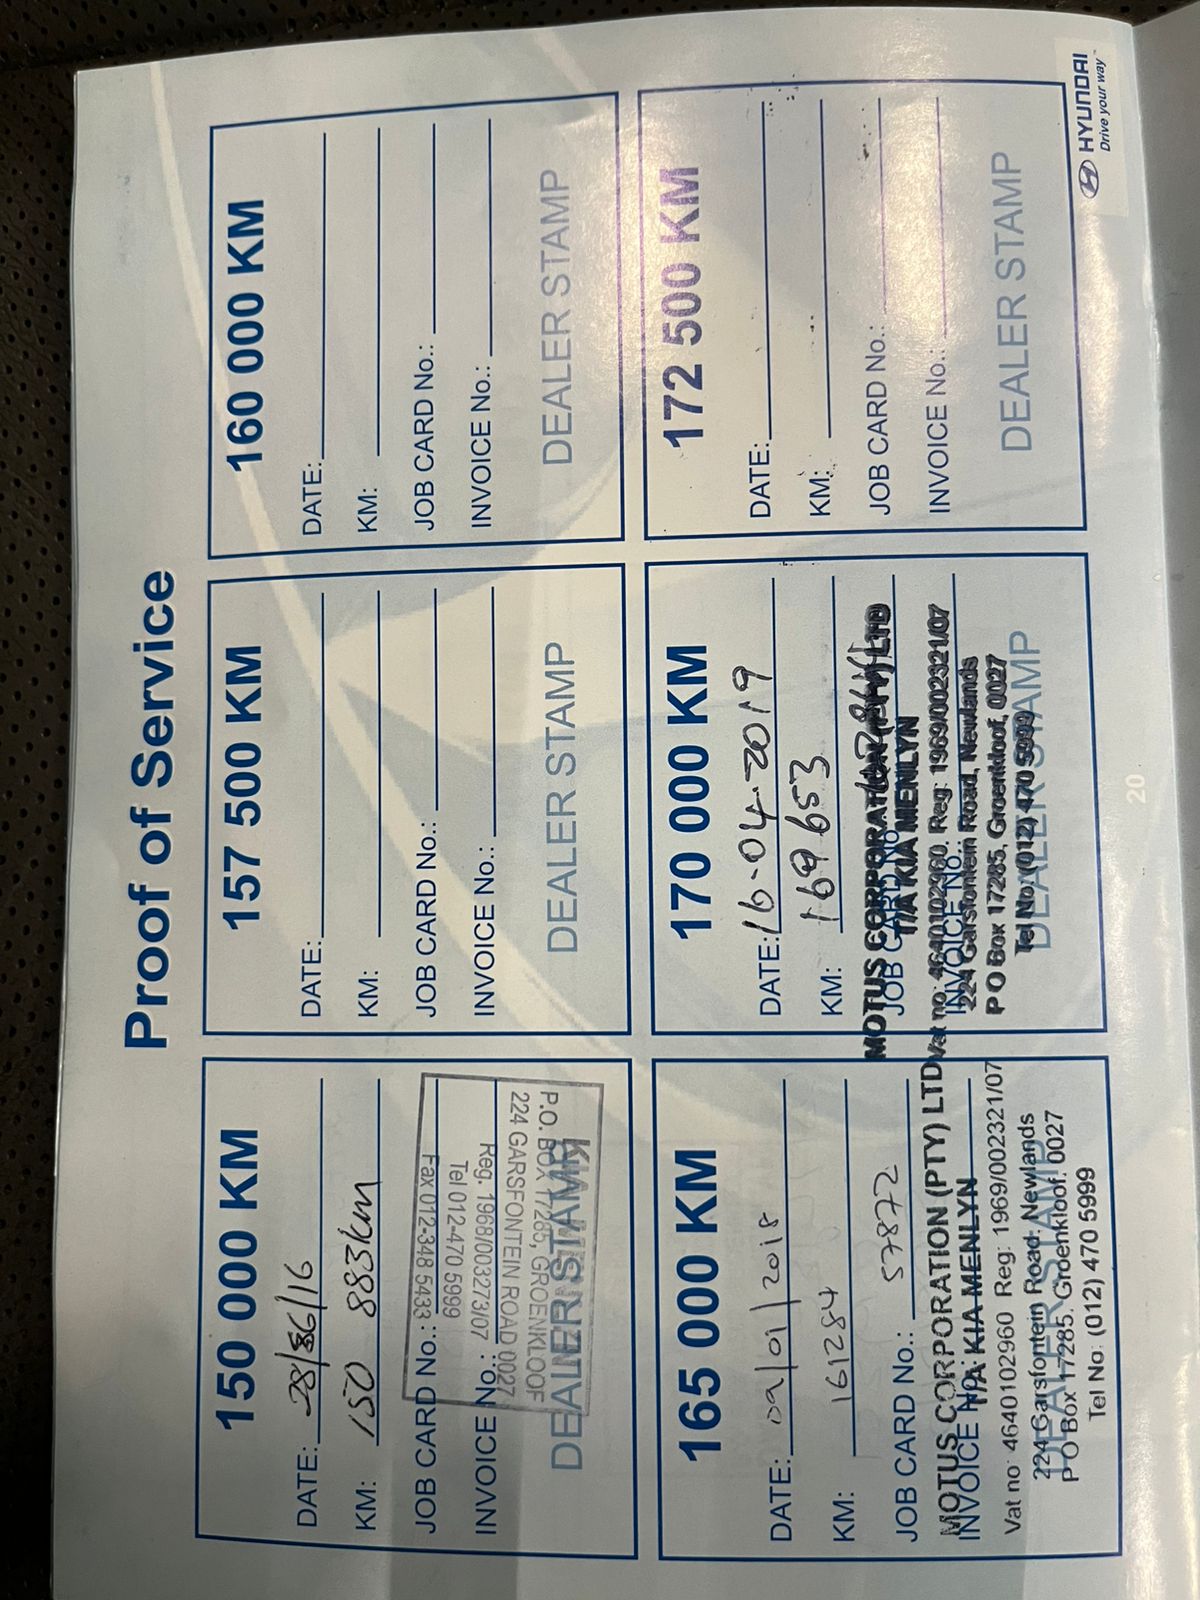 Proof of Service
150 000 KM
DATE: 28/06/16
KM: 150 883km
JOB CARD No.:
INVOICE No.:
DEALER STAMP
P.O. BOX 17285, GROENKLOOF
224 GARSFONTEIN ROAD 0027
Reg. 1968/003273/07
Tel 012-470 5999
Fax 012-348 5433
157 500 KM
DATE:
KM:
JOB CARD No.:
INVOICE No.:
DEALER STAMP
160 000 KM
DATE:
KM:
JOB CARD No.:
INVOICE No.:
DEALER STAMP
165 000 KM
DATE: 09/01/2018
KM: 161284
JOB CARD No.: 57872
INVOICE No.:
DEALER STAMP
MOTUS CORPORATION (PTY) LTD
T/A KIA MENLYN
Vat no: 4640102960 Reg: 1969/002321/07
224 Garsfontein Road, Newlands
P O Box 17285. Groenkloof. 0027
Tel No: (012) 470 5999
170 000 KM
DATE: 16-04-2019
KM: 169653
JOB CARD No.:
INVOICE No.:
DEALER STAMP
MOTUS CORPORATION (PTY) LTD
T/A KIA MENLYN
Vat no: 4640102960. Reg: 1969/002321/07
224 Garsfontein Road, Newlands
P O Box 17285, Groenkloof, 0027
Tel No: (012) 470 5999
172 500 KM
DATE:
KM:
JOB CARD No.:
INVOICE No.:
DEALER STAMP
20
HYUNDAI
Drive your way™